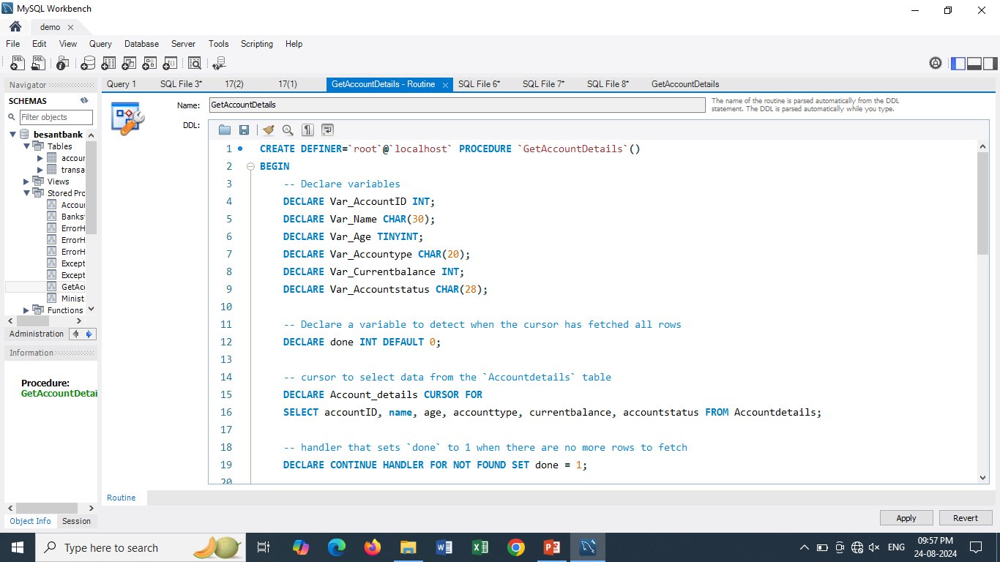 MySQL Workbench
demo
File Edit View Query Database Server Tools Scripting Help
Navigator
SCHEMAS
Filter objects
besantbank
Tables
accour
transa
Views
Stored Pro
Accour
Bankst
ErrorH
ErrorH
ErrorH
Except
Except
GetAcc
Minist
Functions
Administration
Information
Procedure:
GetAccountDetai
Object Info Session
Query 1 SQL File 3* 17(2) 17(1) GetAccountDetails - Routine SQL File 6* SQL File 7* SQL File 8* GetAccountDetails
Name: GetAccountDetails
The name of the routine is parsed automatically from the DDL
statement. The DDL is parsed automatically while you type.
DDL:
1 CREATE DEFINER=`root`@`localhost` PROCEDURE `GetAccountDetails`()
2 BEGIN
3 -- Declare variables
4 DECLARE Var_AccountID INT;
5 DECLARE Var_Name CHAR(30);
6 DECLARE Var_Age TINYINT;
7 DECLARE Var_Accountype CHAR(20);
8 DECLARE Var_Currentbalance INT;
9 DECLARE Var_Accountstatus CHAR(28);
10
11 -- Declare a variable to detect when the cursor has fetched all rows
12 DECLARE done INT DEFAULT 0;
13
14 -- cursor to select data from the `Accountdetails` table
15 DECLARE Account_details CURSOR FOR
16 SELECT accountID, name, age, accounttype, currentbalance, accountstatus FROM Accountdetails;
17
18 -- handler that sets `done` to 1 when there are no more rows to fetch
19 DECLARE CONTINUE HANDLER FOR NOT FOUND SET done = 1;
20
Routine
Apply Revert
Type here to search
ENG
09:57 PM
24-08-2024